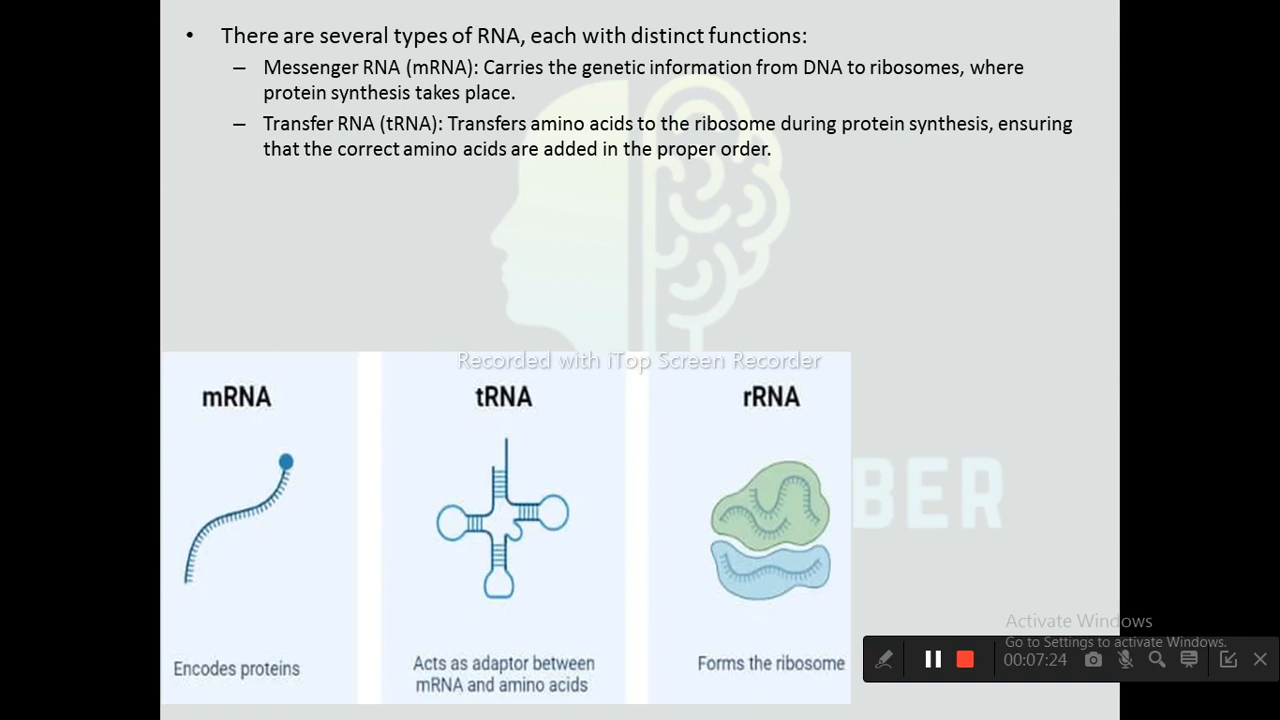 • There are several types of RNA, each with distinct functions:
– Messenger RNA (mRNA): Carries the genetic information from DNA to ribosomes, where
protein synthesis takes place.
– Transfer RNA (tRNA): Transfers amino acids to the ribosome during protein synthesis, ensuring
that the correct amino acids are added in the proper order.
Recorded with iTop Screen Recorder
mRNA
tRNA
rRNA
BER
Encodes proteins
Acts as adaptor between
mRNA and amino acids
Forms the ribosome
Activate Windows
Go to Settings to activate Windows.
00:07:24